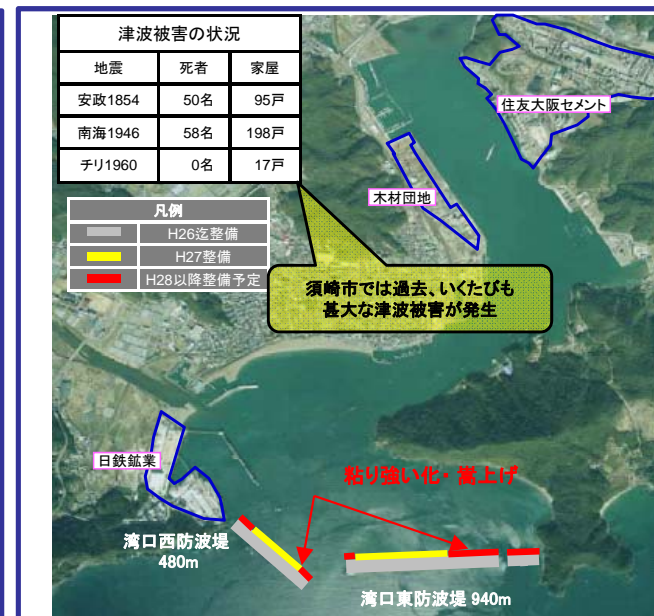 津波被害の状況
地震 死者 家屋
安政1854 50名 95戸
南海1946 58名 198戸
チリ1960 0名 17戸
凡例
H26迄整備
H27整備
H28以降整備予定
住友大阪セメント
木材団地
須崎市では過去、いくたびも
甚大な津波被害が発生
日鉄鉱業
粘り強い化・嵩上げ
湾口西防波堤
480m
湾口東防波堤 940m